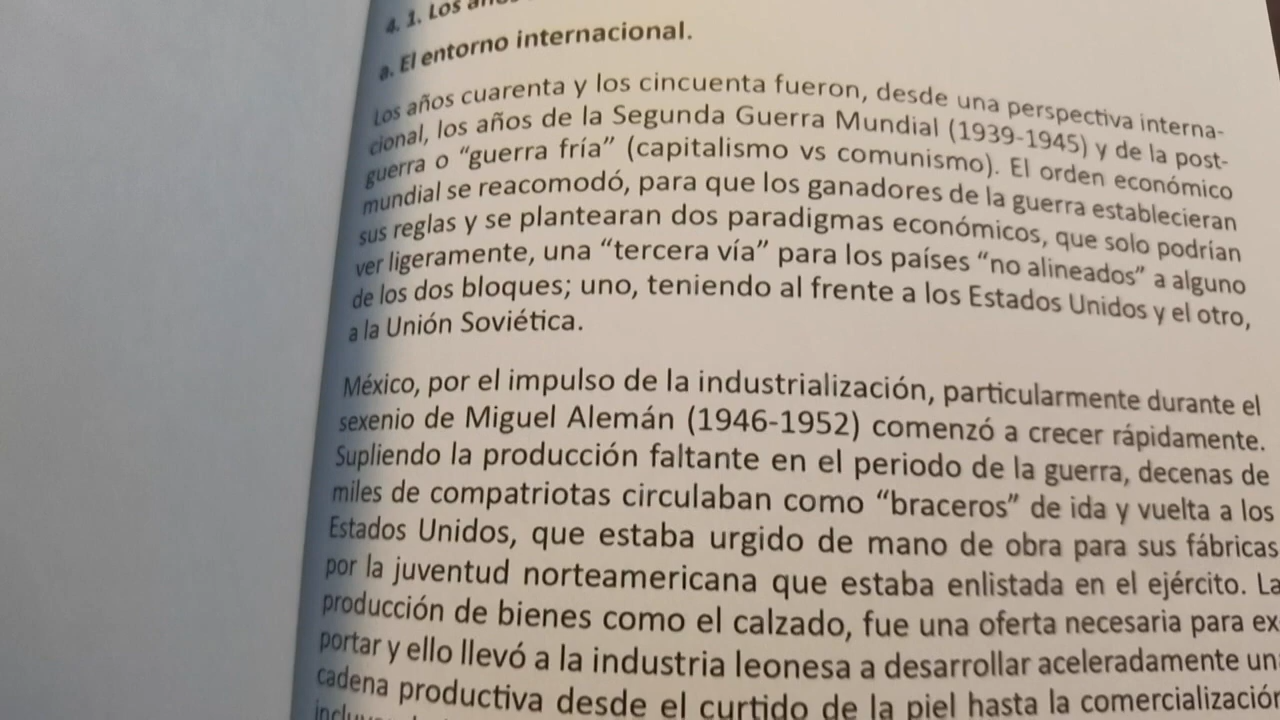 4. 1. Los años
a. El entorno internacional.
Los años cuarenta y los cincuenta fueron, desde una perspectiva interna-
cional, los años de la Segunda Guerra Mundial (1939-1945) y de la post-
guerra o “guerra fría” (capitalismo vs comunismo). El orden económico
mundial se reacomodó, para que los ganadores de la guerra establecieran
sus reglas y se plantearan dos paradigmas económicos, que solo podrían
ver ligeramente, una “tercera vía” para los países “no alineados” a alguno
de los dos bloques; uno, teniendo al frente a los Estados Unidos y el otro,
a la Unión Soviética.
México, por el impulso de la industrialización, particularmente durante el
sexenio de Miguel Alemán (1946-1952) comenzó a crecer rápidamente.
Supliendo la producción faltante en el periodo de la guerra, decenas de
miles de compatriotas circulaban como “braceros” de ida y vuelta a los
Estados Unidos, que estaba urgido de mano de obra para sus fábricas
por la juventud norteamericana que estaba enlistada en el ejército. La
producción de bienes como el calzado, fue una oferta necesaria para ex-
portar y ello llevó a la industria leonesa a desarrollar aceleradamente una
cadena productiva desde el curtido de la piel hasta la comercialización